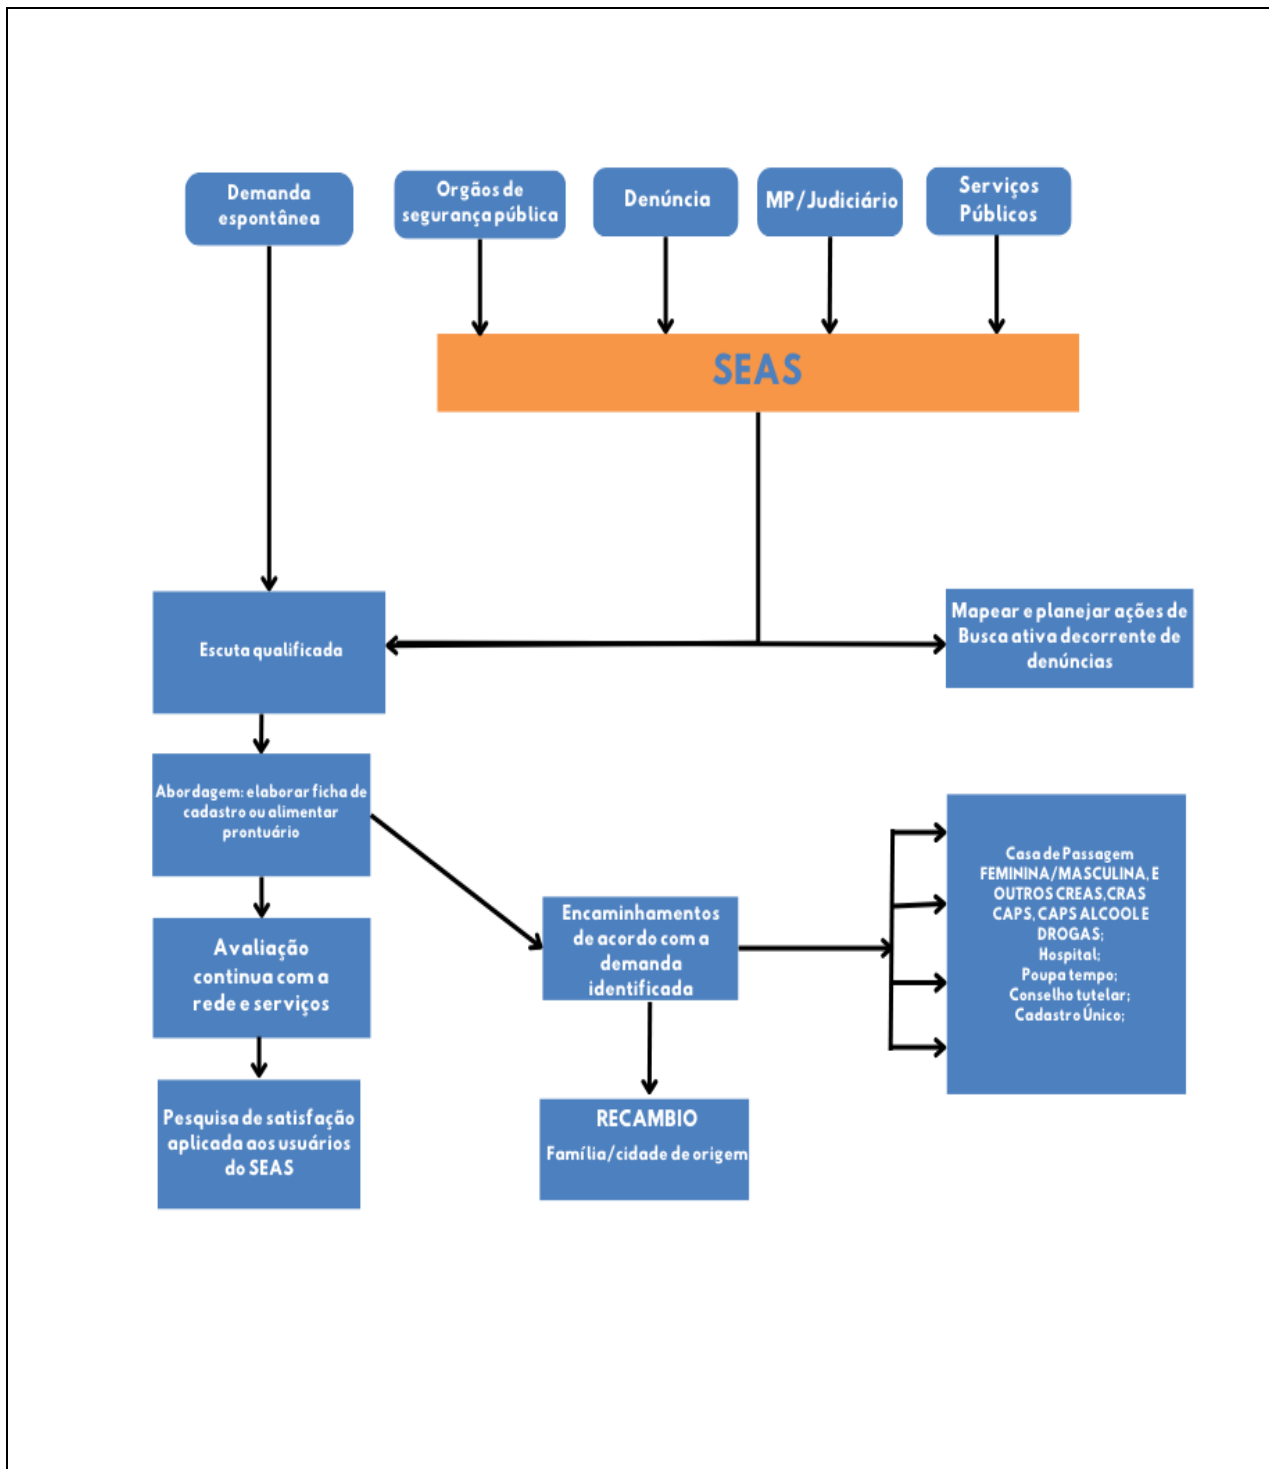 Demanda
espontânea
Orgãos de
segurança pública
Denúncia
MP/Judiciário
Serviços
Públicos
SEAS
Escuta qualificada
Mapear e planejar ações de
Busca ativa decorrente de
denúncias
Abordagem: elaborar ficha de
cadastro ou alimentar
prontuário
Casa de Passagem
FEMININA/MASCULINA, E
OUTROS CREAS,CRAS
CAPS, CAPS ALCOOL E
DROGAS;
Hospital;
Poupa tempo;
Conselho tutelar;
Cadastro Único;
Encaminhamentos
de acordo com a
demanda
identificada
Avaliação
continua com a
rede e serviços
Pesquisa de satisfação
aplicada aos usuários
do SEAS
RECAMBIO
Família/cidade de origem